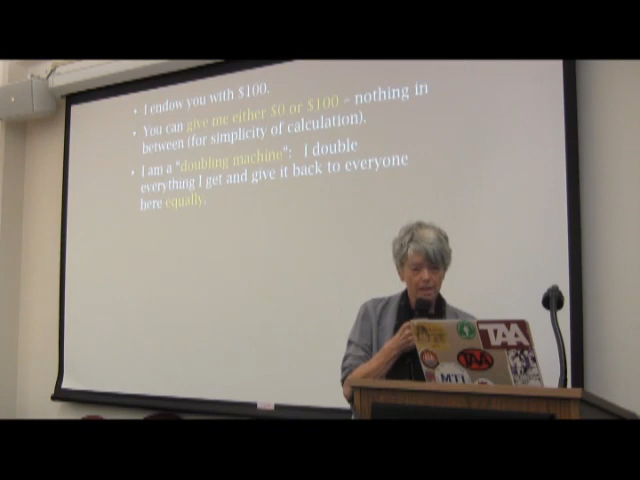 • I endow you with $100.
• You can give me either $0 or $100 – nothing in
between (for simplicity of calculation).
• I am a "doubling machine": I double
everything I get and give it back to everyone
here equally.
TAA
TAA
MTI